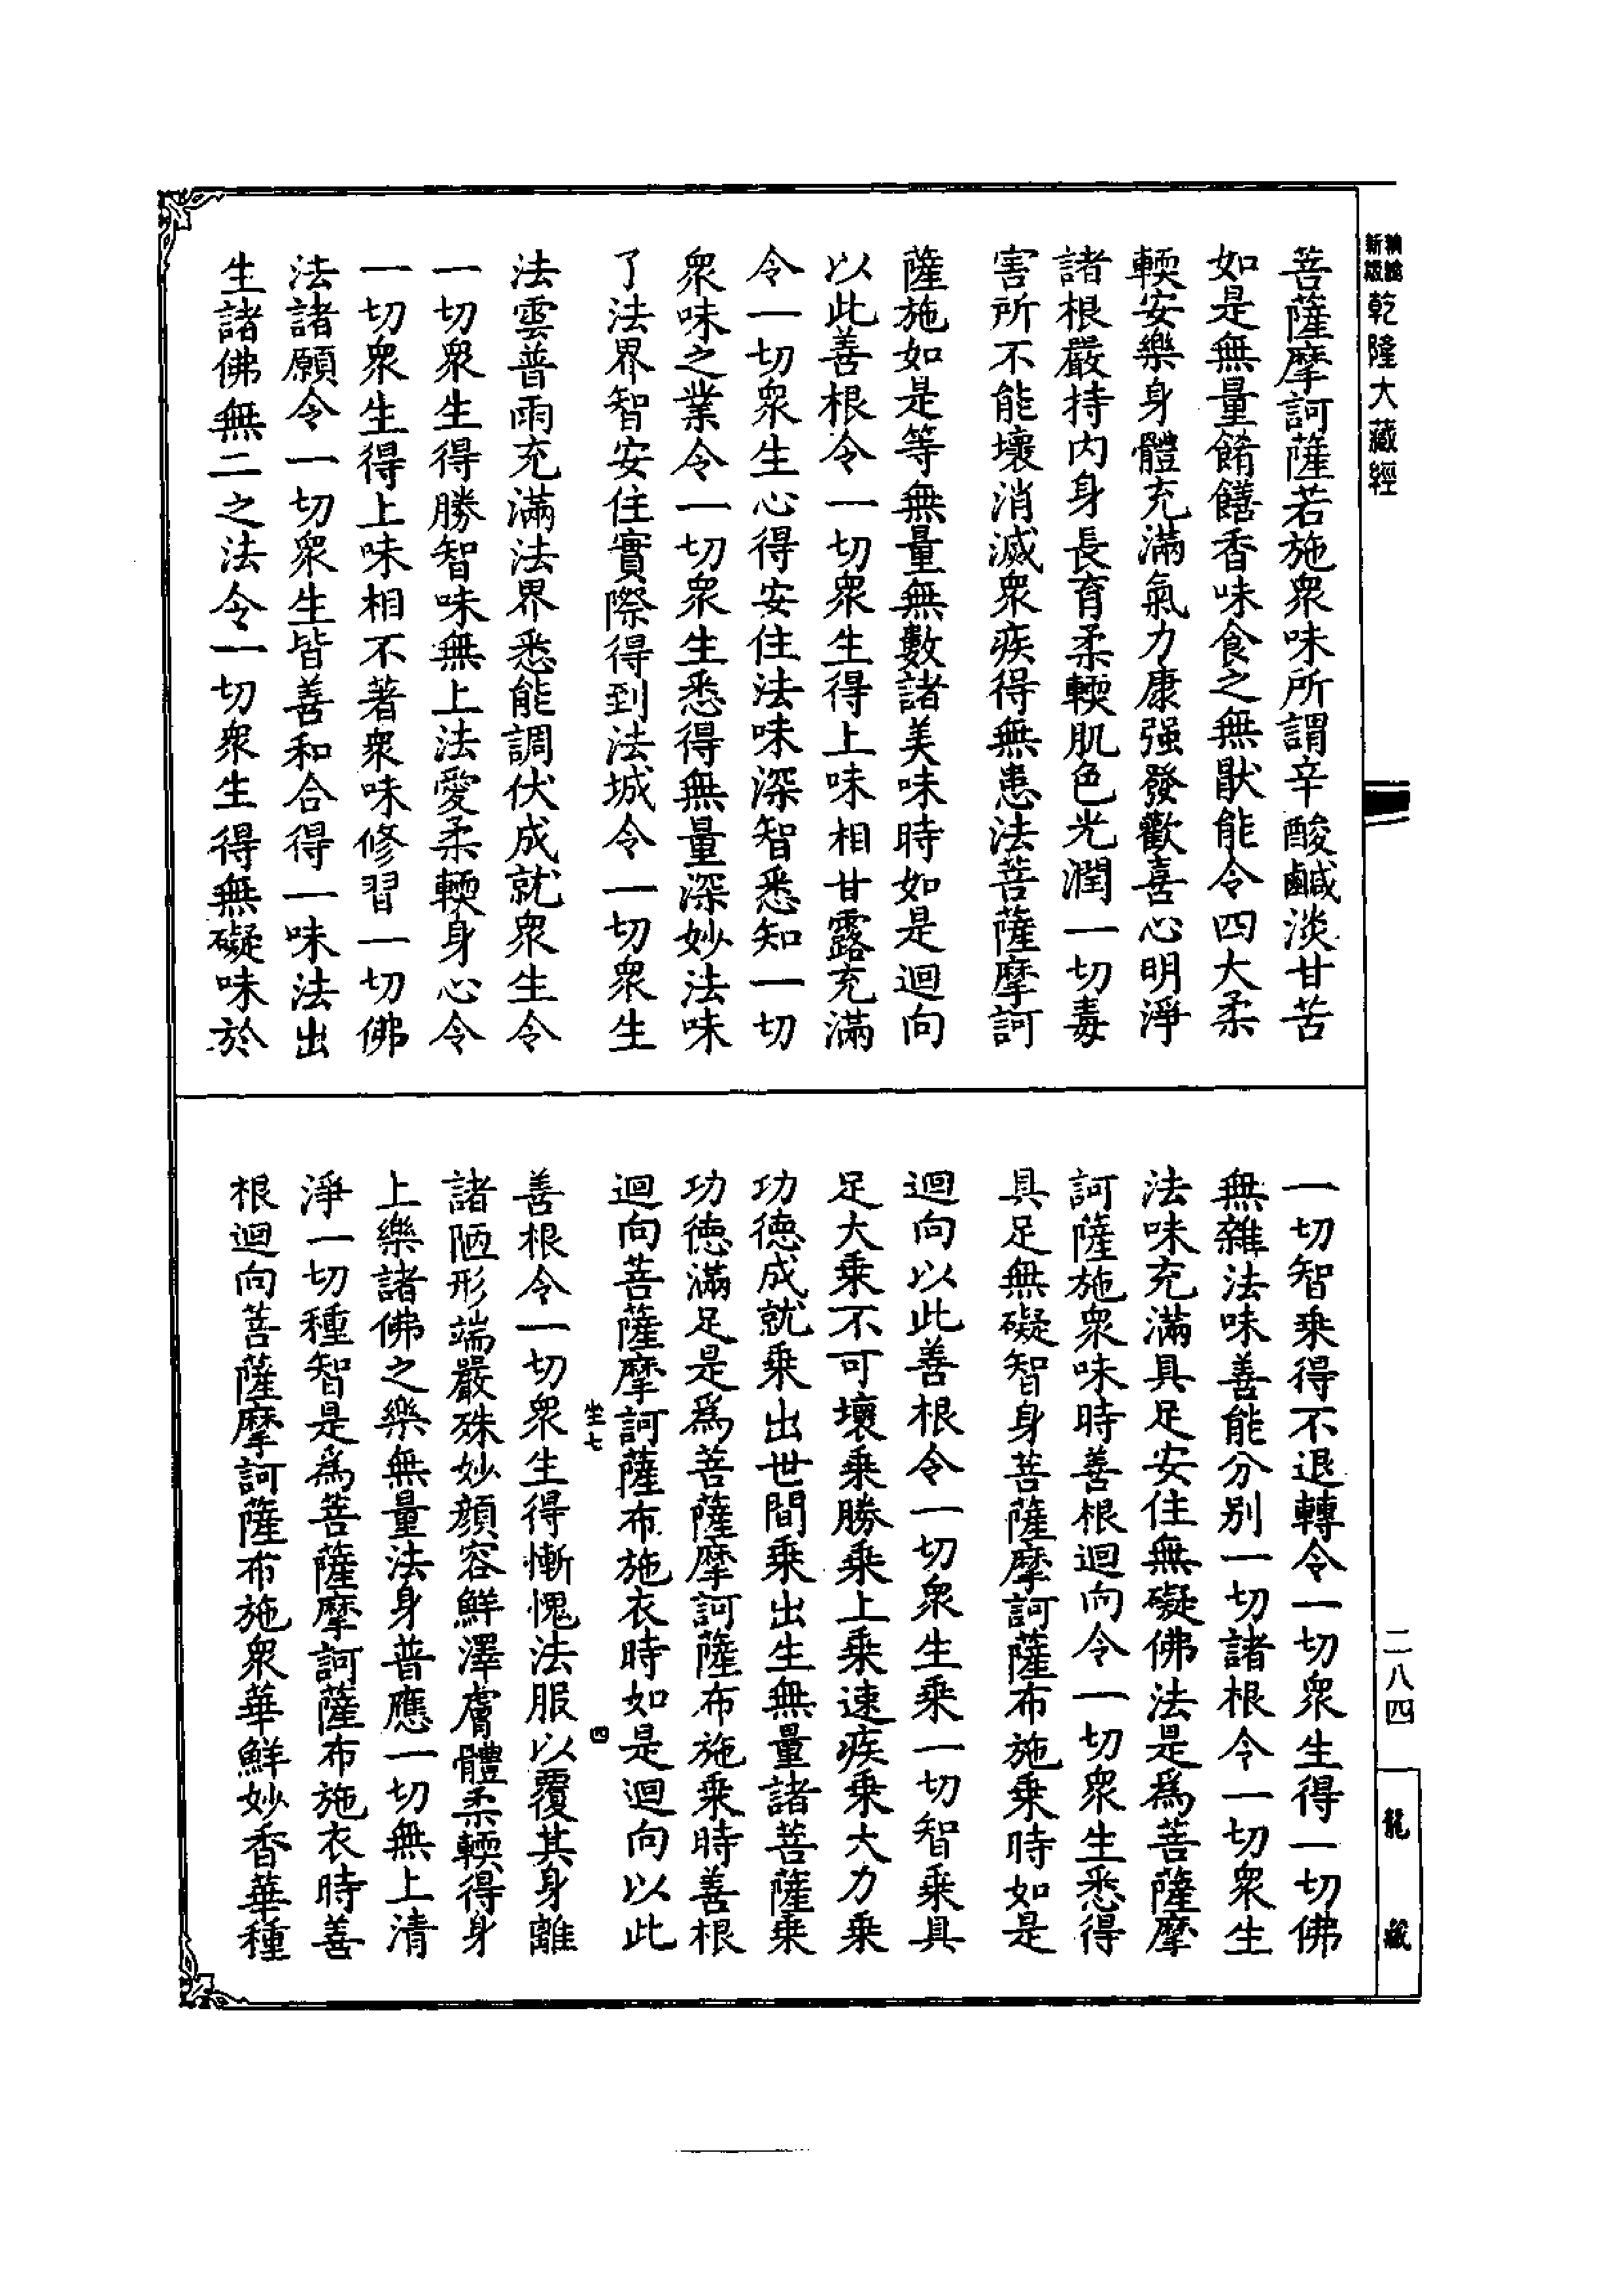 乾隆大藏經
菩薩摩訶薩若施衆味所謂辛酸鹹淡甘苦
如是無量餚饍香味食之無猒能令四大柔
輭安樂身體充滿氣力康强發歡喜心明淨
諸根嚴持内身長育柔輭肌色光潤一切毒
害所不能壞消滅衆疾得無患法菩薩摩訶
薩施如是等無量無數諸美味時如是迴向
以此善根令一切衆生得上味相甘露充滿
令一切衆生心得安住法味深智悉知一切
衆味之業令一切衆生悉得無量深妙法味
了法界智安住實際得到法城令一切衆生
法雲普雨充滿法界悉能調伏成就衆生令
一切衆生得勝智味無上法愛柔輭身心令
一切衆生得上味相不著衆味修習一切佛
法諸願令一切衆生皆善和合得一味法出
生諸佛無二之法令一切衆生得無礙味於
一切智乗得不退轉令一切衆生得一切佛
無雜法味善能分别一切諸根令一切衆生
法味充滿具足安住無礙佛法是爲菩薩摩
訶薩施衆味時善根迴向令一切衆生悉得
具足無礙智身菩薩摩訶薩布施乗時如是
迴向以此善根令一切衆生乗一切智乗具
足大乗不可壞乗勝乗上乗速疾乗大力乗
功德成就乗出世間乗出生無量諸菩薩乗
功德滿足是爲菩薩摩訶薩布施乗時善根
迴向菩薩摩訶薩布施衣時如是迴向以此
坐七
四
善根令一切衆生得慚愧法服以覆其身離
諸陋形端嚴殊妙顔容鮮澤膚體柔輭得身
上樂諸佛之樂無量法身普應一切無上清
淨一切種智是爲菩薩摩訶薩布施衣時善
根迴向菩薩摩訶薩布施衆華鮮妙香華種
二八四
龍藏